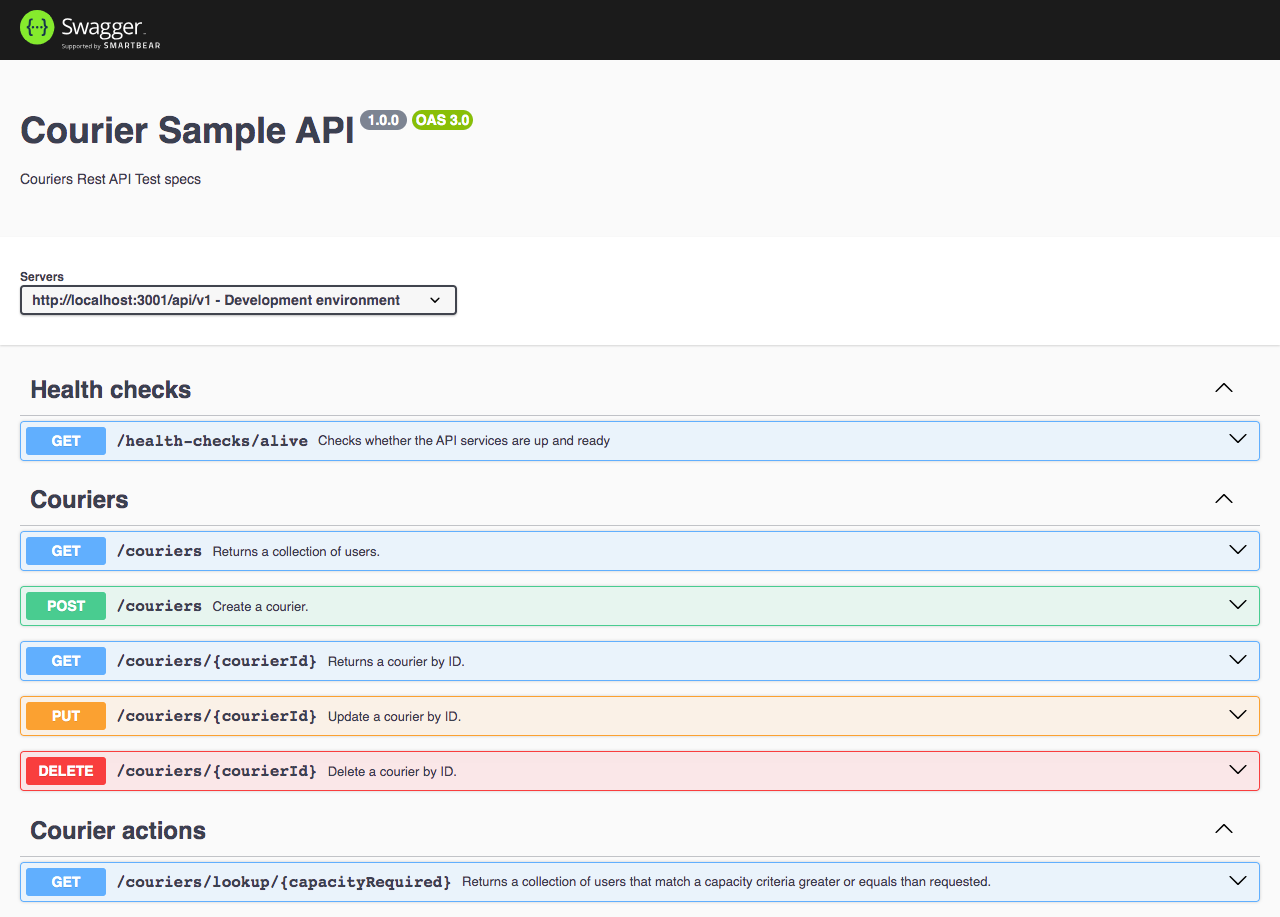 {···} Swagger
Supported by SMARTBEAR
Courier Sample API 1.0.0 OAS 3.0
Couriers Rest API Test specs
Servers
http://localhost:3001/api/v1 - Development environment
Health checks
GET /health-checks/alive Checks whether the API services are up and ready
Couriers
GET /couriers Returns a collection of users.
POST /couriers Create a courier.
GET /couriers/{courierId} Returns a courier by ID.
PUT /couriers/{courierId} Update a courier by ID.
DELETE /couriers/{courierId} Delete a courier by ID.
Courier actions
GET /couriers/lookup/{capacityRequired} Returns a collection of users that match a capacity criteria greater or equals than requested.